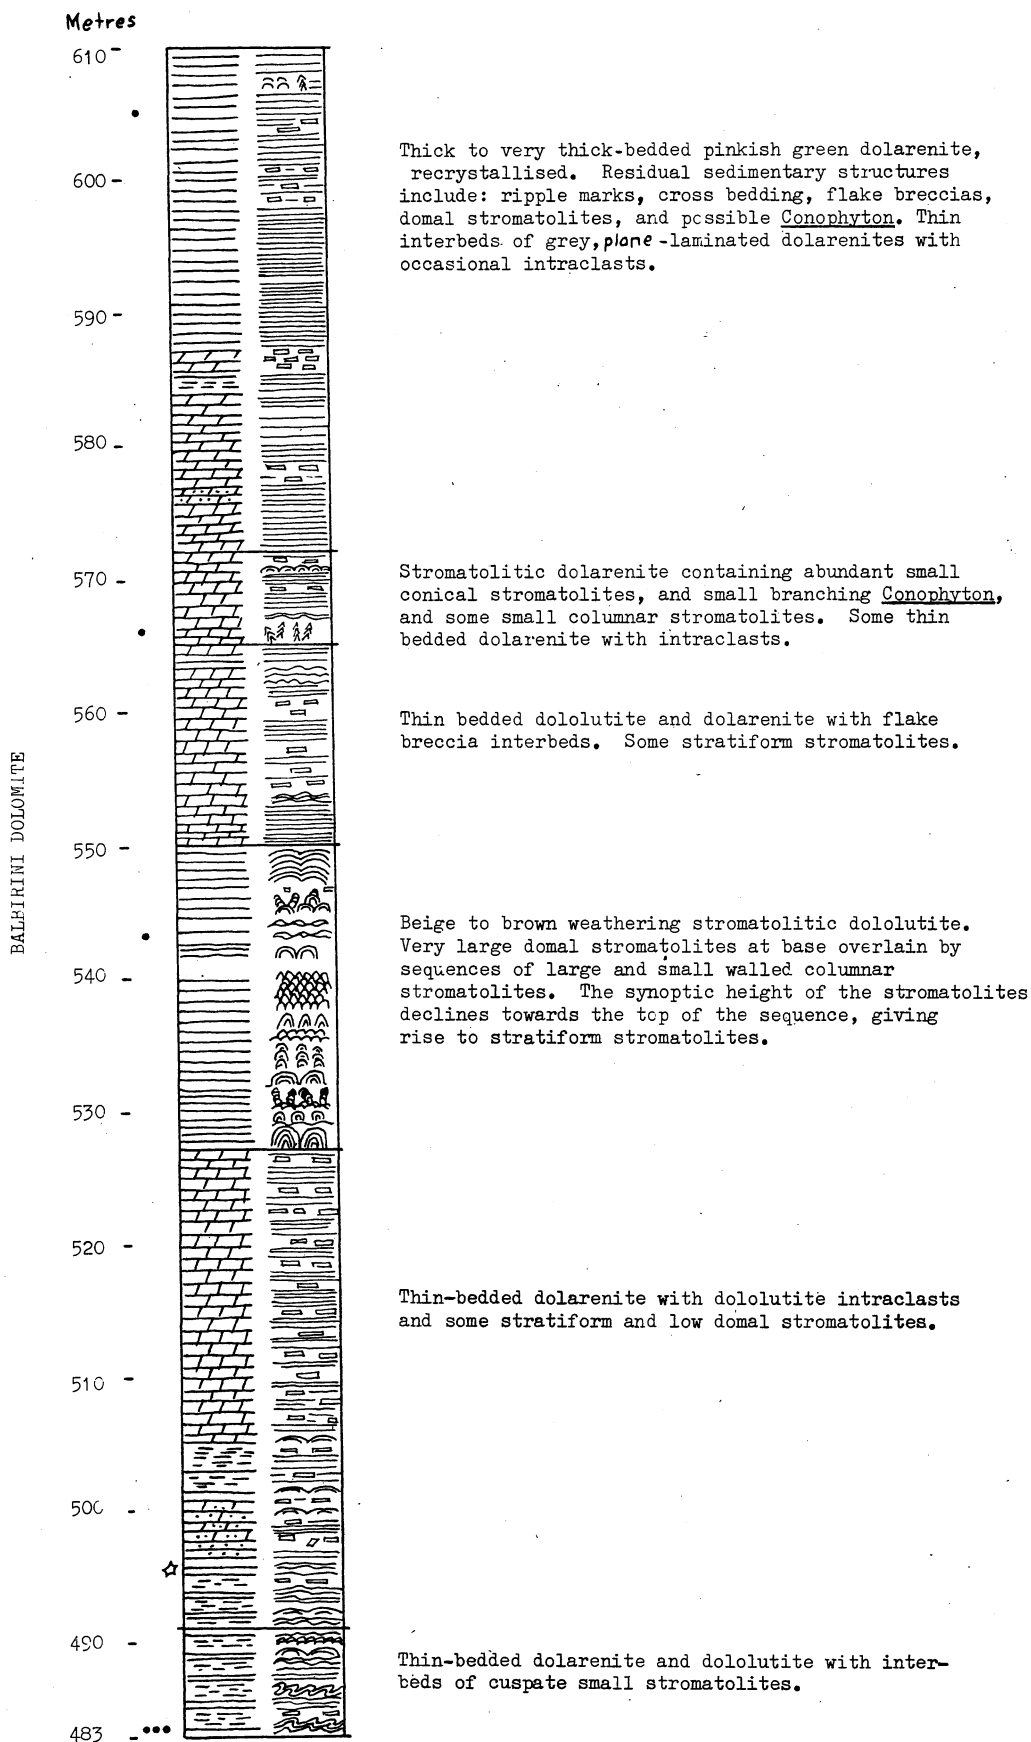 Metres
610
600
590
580
570
560
550
540
530
520
510
500
490
483
BALBIRINI DOLOMITE
Thick to very thick-bedded pinkish green dolarenite,
recrystallised. Residual sedimentary structures
include: ripple marks, cross bedding, flake breccias,
domal stromatolites, and possible Conophyton. Thin
interbeds of grey, plane-laminated dolarenites with
occasional intraclasts.
Stromatolitic dolarenite containing abundant small
conical stromatolites, and small branching Conophyton,
and some small columnar stromatolites. Some thin
bedded dolarenite with intraclasts.
Thin bedded dololutite and dolarenite with flake
breccia interbeds. Some stratiform stromatolites.
Beige to brown weathering stromatolitic dololutite.
Very large domal stromatolites at base overlain by
sequences of large and small walled columnar
stromatolites. The synoptic height of the stromatolites
declines towards the top of the sequence, giving
rise to stratiform stromatolites.
Thin-bedded dolarenite with dololutite intraclasts
and some stratiform and low domal stromatolites.
Thin-bedded dolarenite and dololutite with inter-
beds of cuspate small stromatolites.